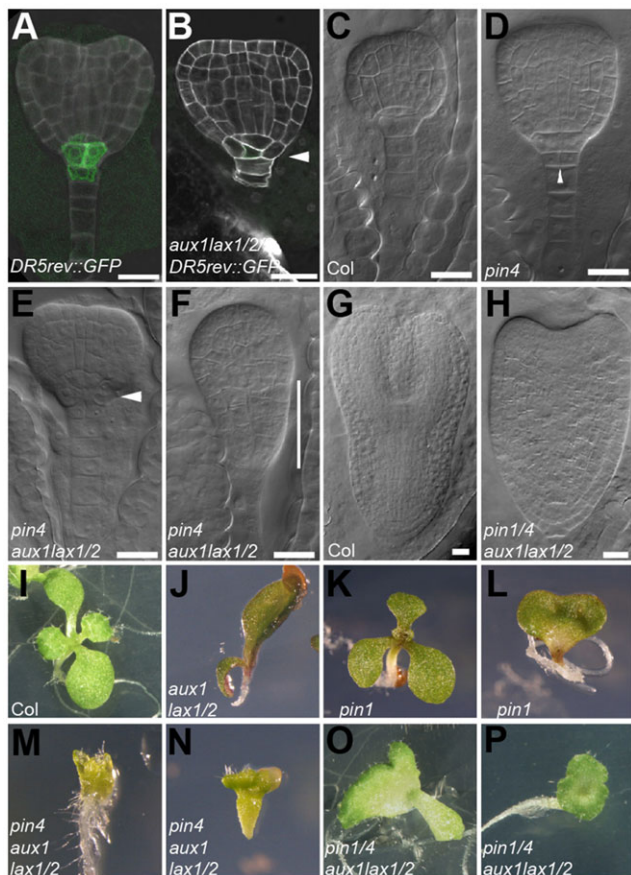 A
DR5rev::GFP
B
aux1lax1/2/
DR5rev::GFP
C
Col
D
pin4
E
pin4
aux1lax1/2
F
pin4
aux1lax1/2
G
Col
H
pin1/4
aux1lax1/2
I
Col
J
aux1
lax1/2
K
pin1
L
pin1
M
pin4
aux1
lax1/2
N
pin4
aux1
lax1/2
O
pin1/4
aux1lax1/2
P
pin1/4
aux1lax1/2